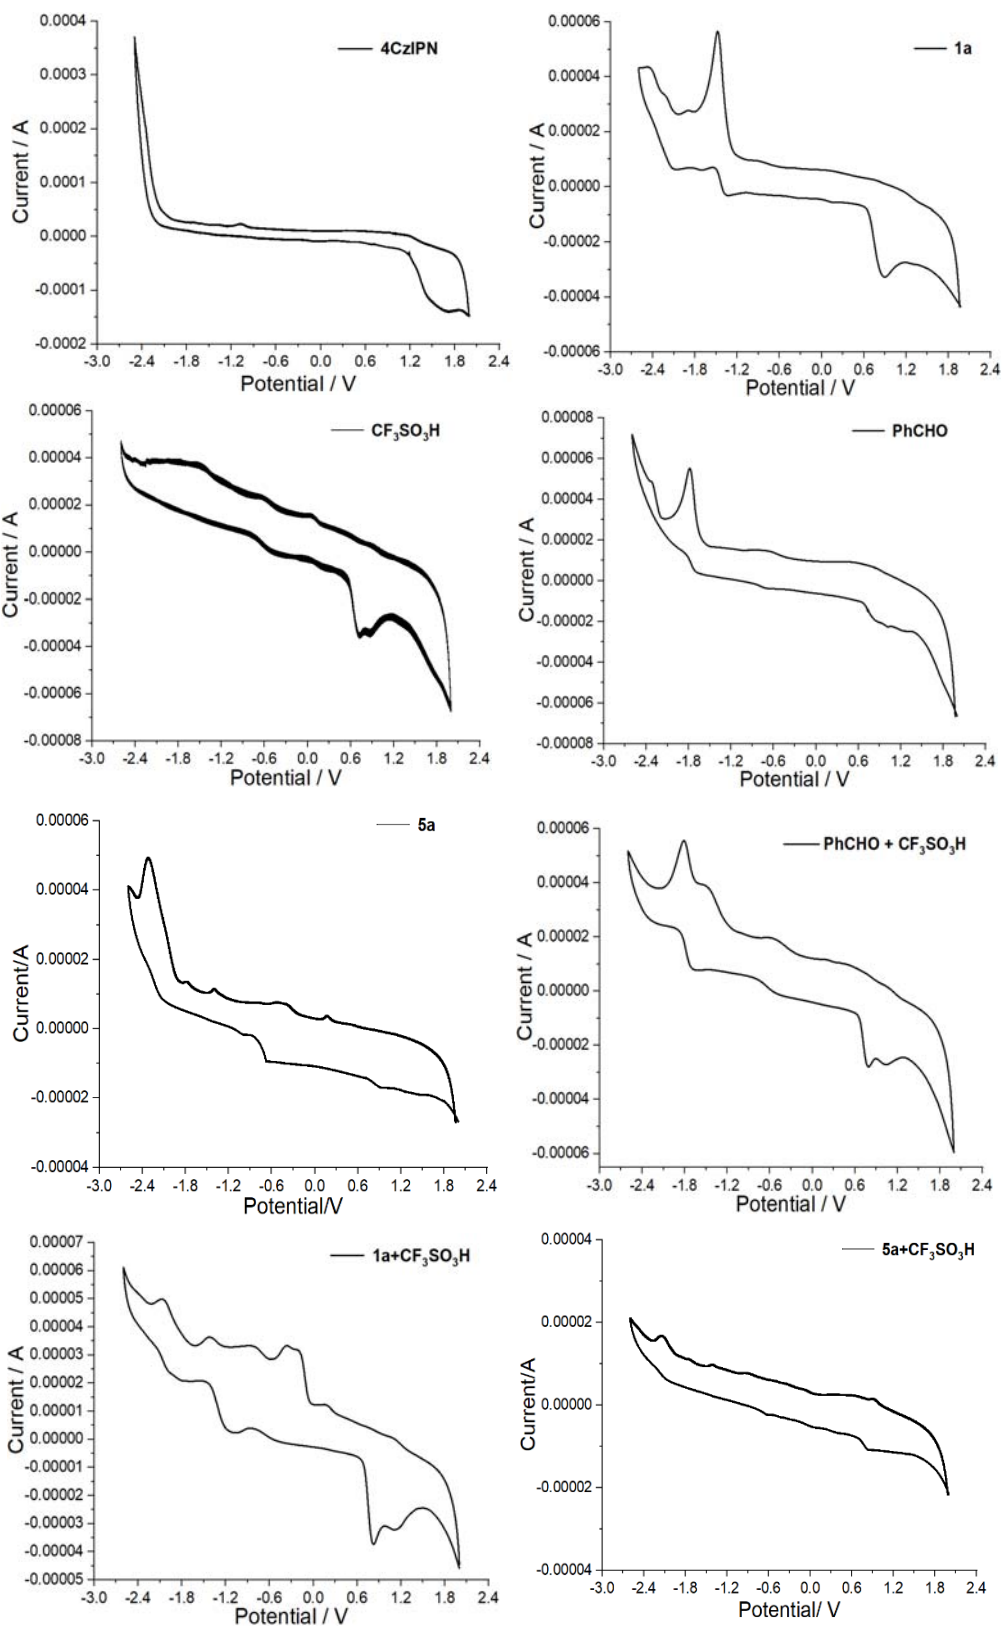 4CzIPN
Current / A
0.0004
0.0003
0.0002
0.0001
0.0000
-0.0001
-0.0002
-3.0 -2.4 -1.8 -1.2 -0.6 0.0 0.6 1.2 1.8 2.4
Potential / V
1a
Current / A
0.00006
0.00004
0.00002
0.00000
-0.00002
-0.00004
-0.00006
-3.0 -2.4 -1.8 -1.2 -0.6 0.0 0.6 1.2 1.8 2.4
Potential / V
CF₃SO₃H
Current / A
0.00006
0.00004
0.00002
0.00000
-0.00002
-0.00004
-0.00006
-0.00008
-3.0 -2.4 -1.8 -1.2 -0.6 0.0 0.6 1.2 1.8 2.4
Potential / V
PhCHO
Current / A
0.00008
0.00006
0.00004
0.00002
0.00000
-0.00002
-0.00004
-0.00006
-0.00008
-3.0 -2.4 -1.8 -1.2 -0.6 0.0 0.6 1.2 1.8 2.4
Potential / V
5a
Current/A
0.00006
0.00004
0.00002
0.00000
-0.00002
-0.00004
-3.0 -2.4 -1.8 -1.2 -0.6 0.0 0.6 1.2 1.8 2.4
Potential/V
PhCHO + CF₃SO₃H
Current / A
0.00006
0.00004
0.00002
0.00000
-0.00002
-0.00004
-0.00006
-3.0 -2.4 -1.8 -1.2 -0.6 0.0 0.6 1.2 1.8 2.4
Potential / V
1a+CF₃SO₃H
Current / A
0.00007
0.00006
0.00005
0.00004
0.00003
0.00002
0.00001
0.00000
-0.00001
-0.00002
-0.00003
-0.00004
-0.00005
-3.0 -2.4 -1.8 -1.2 -0.6 0.0 0.6 1.2 1.8 2.4
Potential / V
5a+CF₃SO₃H
Current/A
0.00004
0.00002
0.00000
-0.00002
-0.00004
-3.0 -2.4 -1.8 -1.2 -0.6 0.0 0.6 1.2 1.8 2.4
Potential/ V